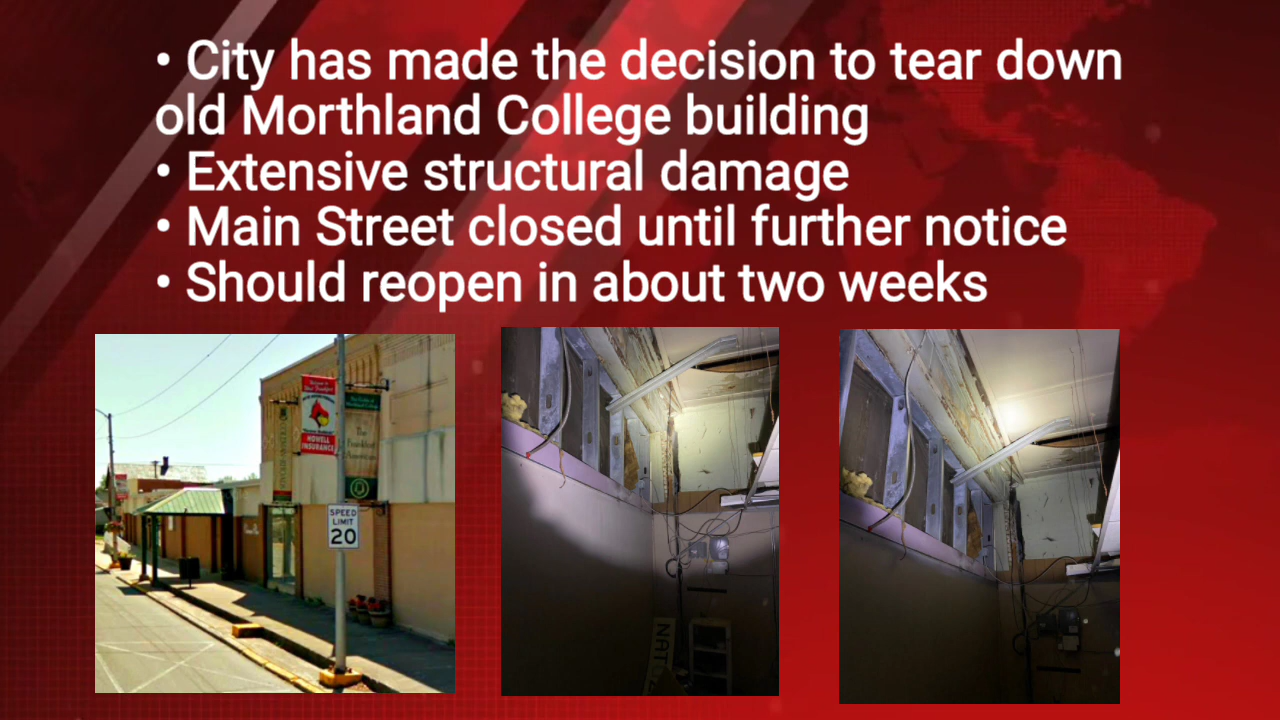 • City has made the decision to tear down
old Morthland College building
• Extensive structural damage
• Main Street closed until further notice
• Should reopen in about two weeks
HOWELL
INSURANCE
SPEED
LIMIT
20
NAT